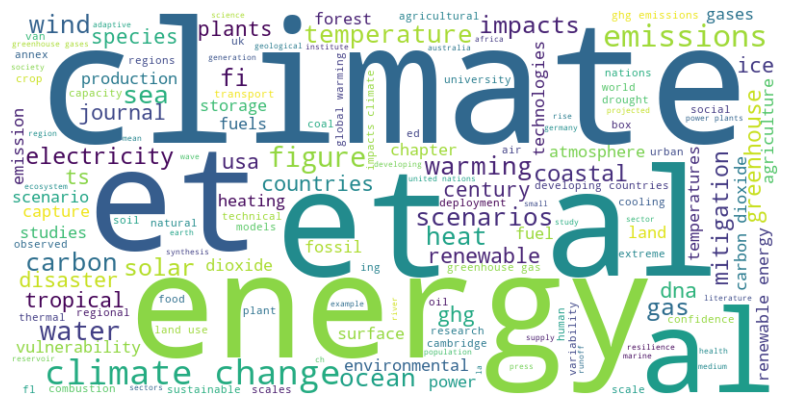 wind
van
adaptive
species
plants
science
uk
forest
agricultural
ghg emissions
gases
temperature
impacts
emissions
greenhouse gases
society
annex
regions
geological
institute
australia
africa
climate
crop
production
fi
generation
global warming
university
technologies
nations
ice
capacity
sea
transport
world
drought
projected
journal
storage
fuels
coal
impacts climate
social
rise
germany
power plants
emission
region
mean
ed
box
electricity
usa
figure
chapter
air
atmosphere
urban
agriculture
greenhouse
wave
developing
warming
coastal
ts
et
heating
countries
united nations
century
developing countries
scenario
ecosystem
technical
deployment
small
cooling
capture
soil
natural
models
et
scenarios
al
land
temperatures
mitigation
carbon dioxide
studies
earth
fossil
heat
fuel
study
sector
observed
synthesis
renewable
extreme
carbon
solar
dioxide
greenhouse gas
renewable energy
disaster
energy
dna
literature
tropical
food
plant
example
river
oil
ghg
gas
confidence
thermal
regional
supply
water
land use
surface
research
cambridge
variability
human
runoff
al
resilience
marine
vulnerability
population
health
reservoir
ch
environmental
press
medium
climate change
ocean
power
la
fl
combustion
sectors
sustainable
scales
scale